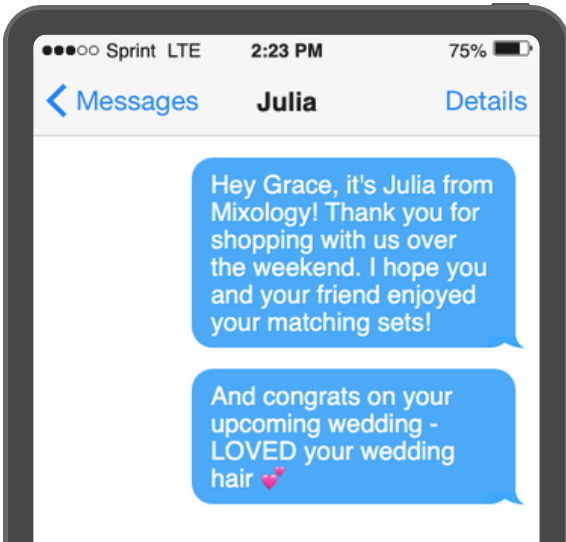 Sprint LTE 2:23 PM 75%
Messages Julia Details
Hey Grace, it's Julia from
Mixology! Thank you for
shopping with us over
the weekend. I hope you
and your friend enjoyed
your matching sets!
And congrats on your
upcoming wedding -
LOVED your wedding
hair 💕